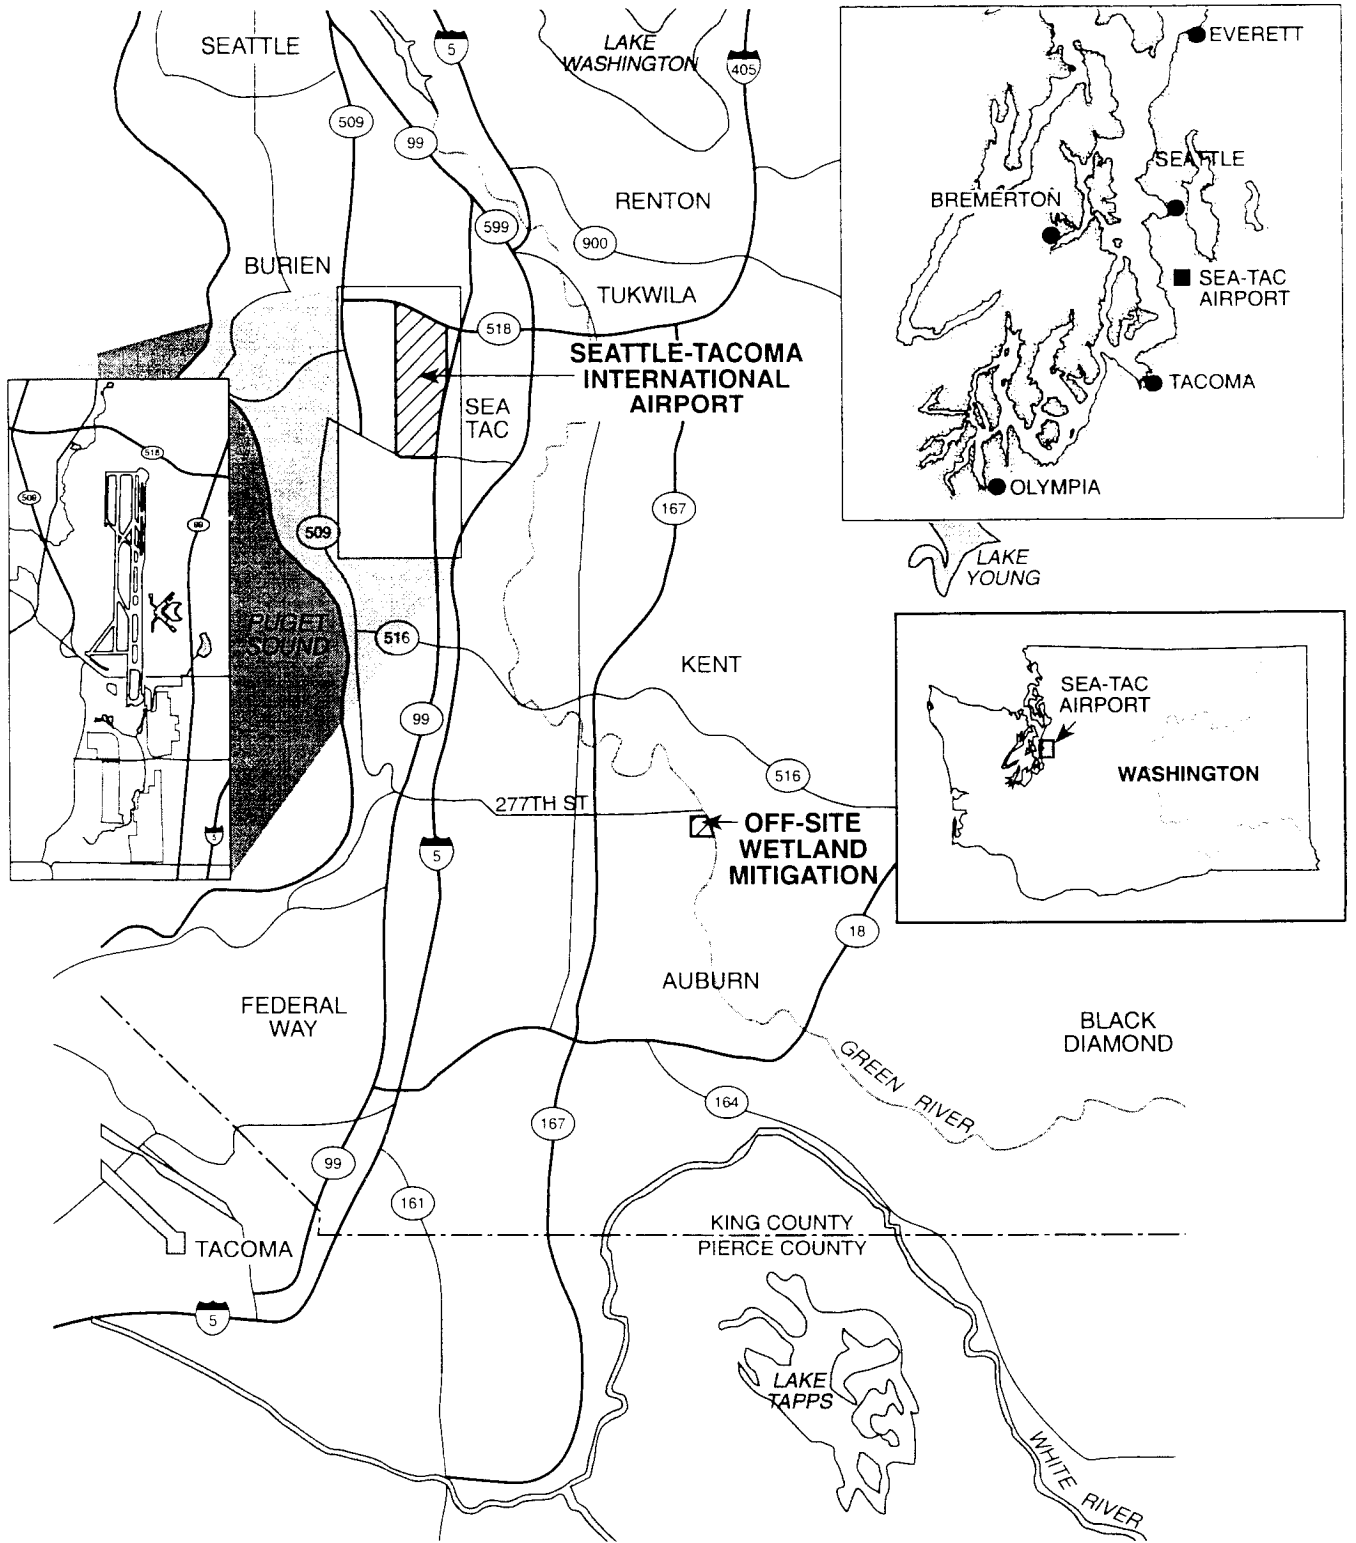 SEATTLE
5
LAKE
WASHINGTON
405
509
99
RENTON
599
900
BURIEN
TUKWILA
518
SEATTLE-TACOMA
INTERNATIONAL
AIRPORT
SEA
TAC
167
509
516
PUGET
SOUND
KENT
99
516
277TH ST
5
OFF-SITE
WETLAND
MITIGATION
18
AUBURN
FEDERAL
WAY
BLACK
DIAMOND
GREEN RIVER
164
167
99
161
KING COUNTY
PIERCE COUNTY
TACOMA
5
LAKE
TAPPS
WHITE RIVER
LAKE
YOUNG
EVERETT
SEATTLE
BREMERTON
SEA-TAC
AIRPORT
TACOMA
OLYMPIA
SEA-TAC
AIRPORT
WASHINGTON
518
509
99
5